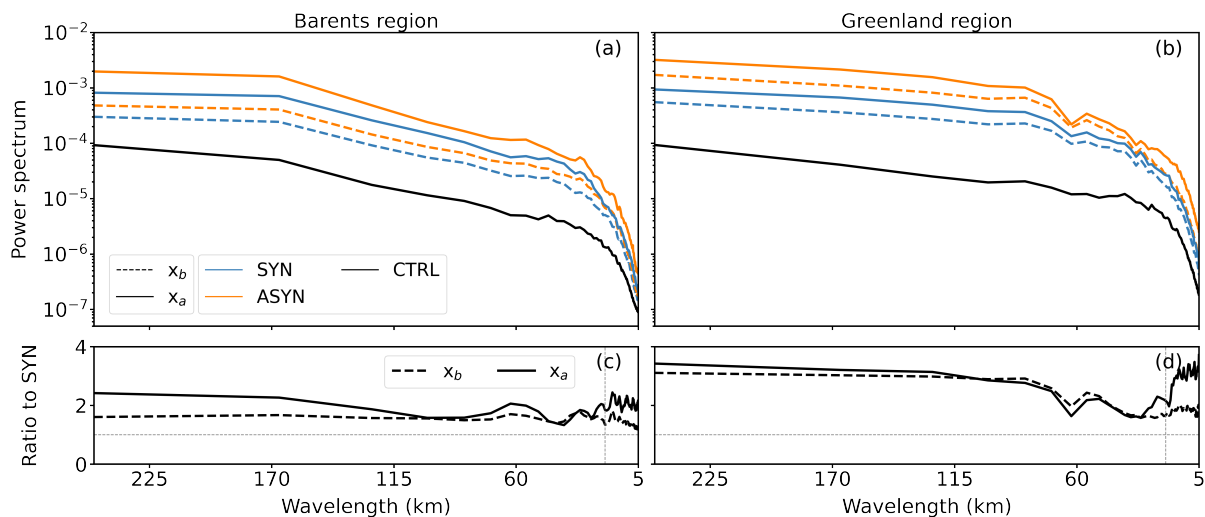 Barents region
Greenland region
(a)
(b)
Power spectrum
10⁻²
10⁻³
10⁻⁴
10⁻⁵
10⁻⁶
10⁻⁷
x_b
x_a
SYN
ASYN
CTRL
(c)
(d)
Ratio to SYN
4
2
0
x_b
x_a
225
170
115
60
5
225
170
115
60
5
Wavelength (km)
Wavelength (km)